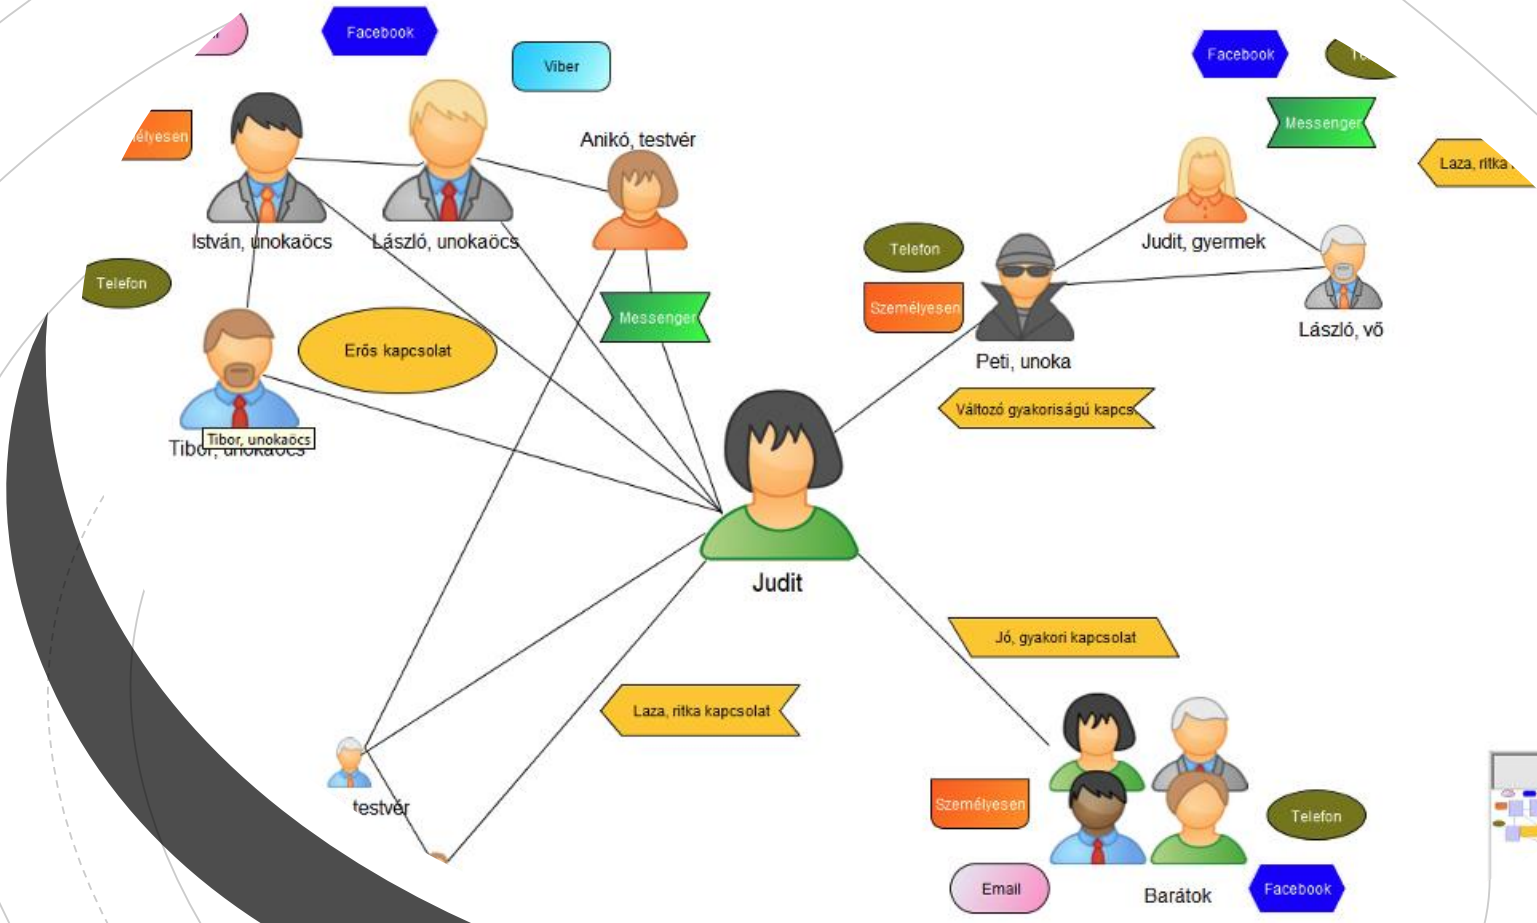 Facebook
Viber
Facebook
Messenger
Anikó, testvér
Laza, ritka
István, unokaöcs
László, unokaöcs
Telefon
Személyesen
Judit, gyermek
László, vő
Telefon
Erős kapcsolat
Messenger
Peti, unoka
Változó gyakoriságú kapcs.
Tibor, unokaöcs
Tibor, unokaöcs
Judit
Jó, gyakori kapcsolat
Laza, ritka kapcsolat
testvér
Személyesen
Telefon
Email
Barátok
Facebook